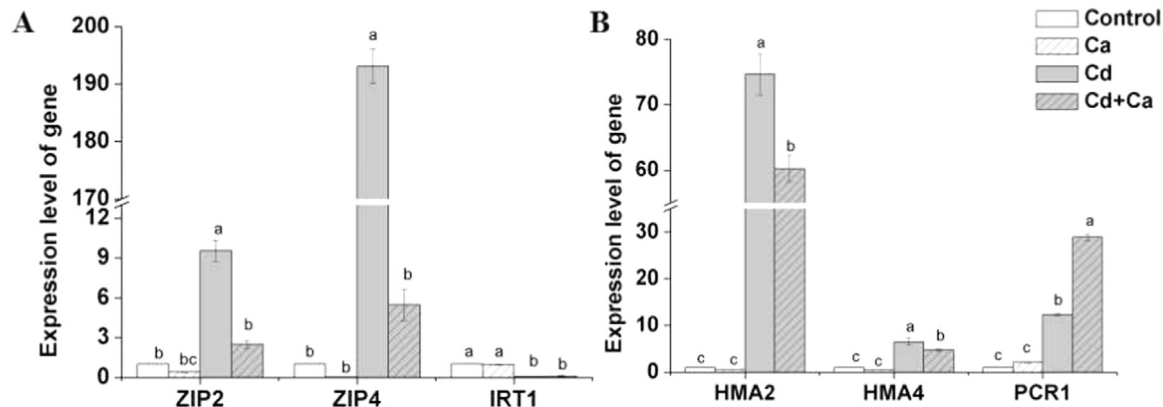 A
B
Control
Ca
Cd
Cd+Ca
Expression level of gene
200
190
180
170
12
9
6
3
0
b bc a b
b b a b
a a b b
ZIP2 ZIP4 IRT1
Expression level of gene
80
70
60
30
20
10
0
c c a b
c c a b
c c b a
HMA2 HMA4 PCR1